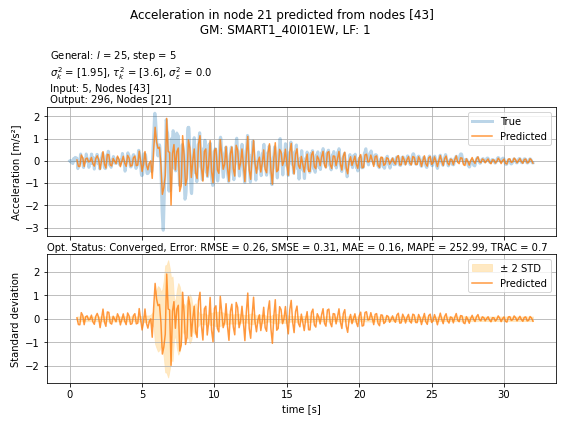 Acceleration in node 21 predicted from nodes [43]
GM: SMART1_40I01EW, LF: 1
General: l = 25, step = 5
σ²ₖ = [1.95], τ²ₖ = [3.6], σ²ε = 0.0
Input: 5, Nodes [43]
Output: 296, Nodes [21]
Acceleration [m/s²]
2
1
0
−1
−2
−3
True
Predicted
Opt. Status: Converged, Error: RMSE = 0.26, SMSE = 0.31, MAE = 0.16, MAPE = 252.99, TRAC = 0.7
Standard deviation
2
1
0
−1
−2
± 2 STD
Predicted
0 5 10 15 20 25 30
time [s]